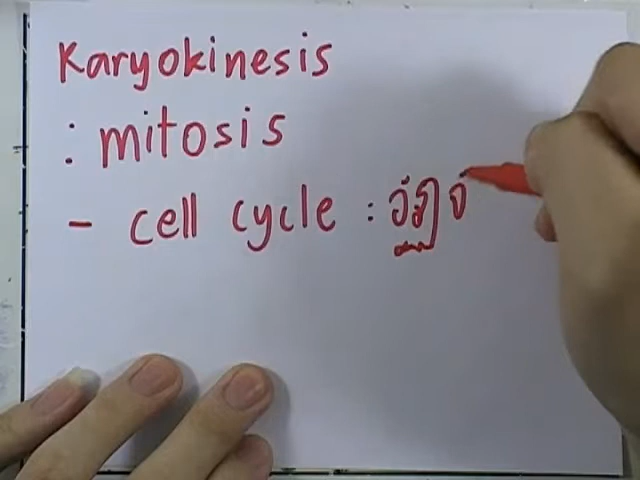 Karyokinesis
: mitosis
- cell cycle : วัฏจ